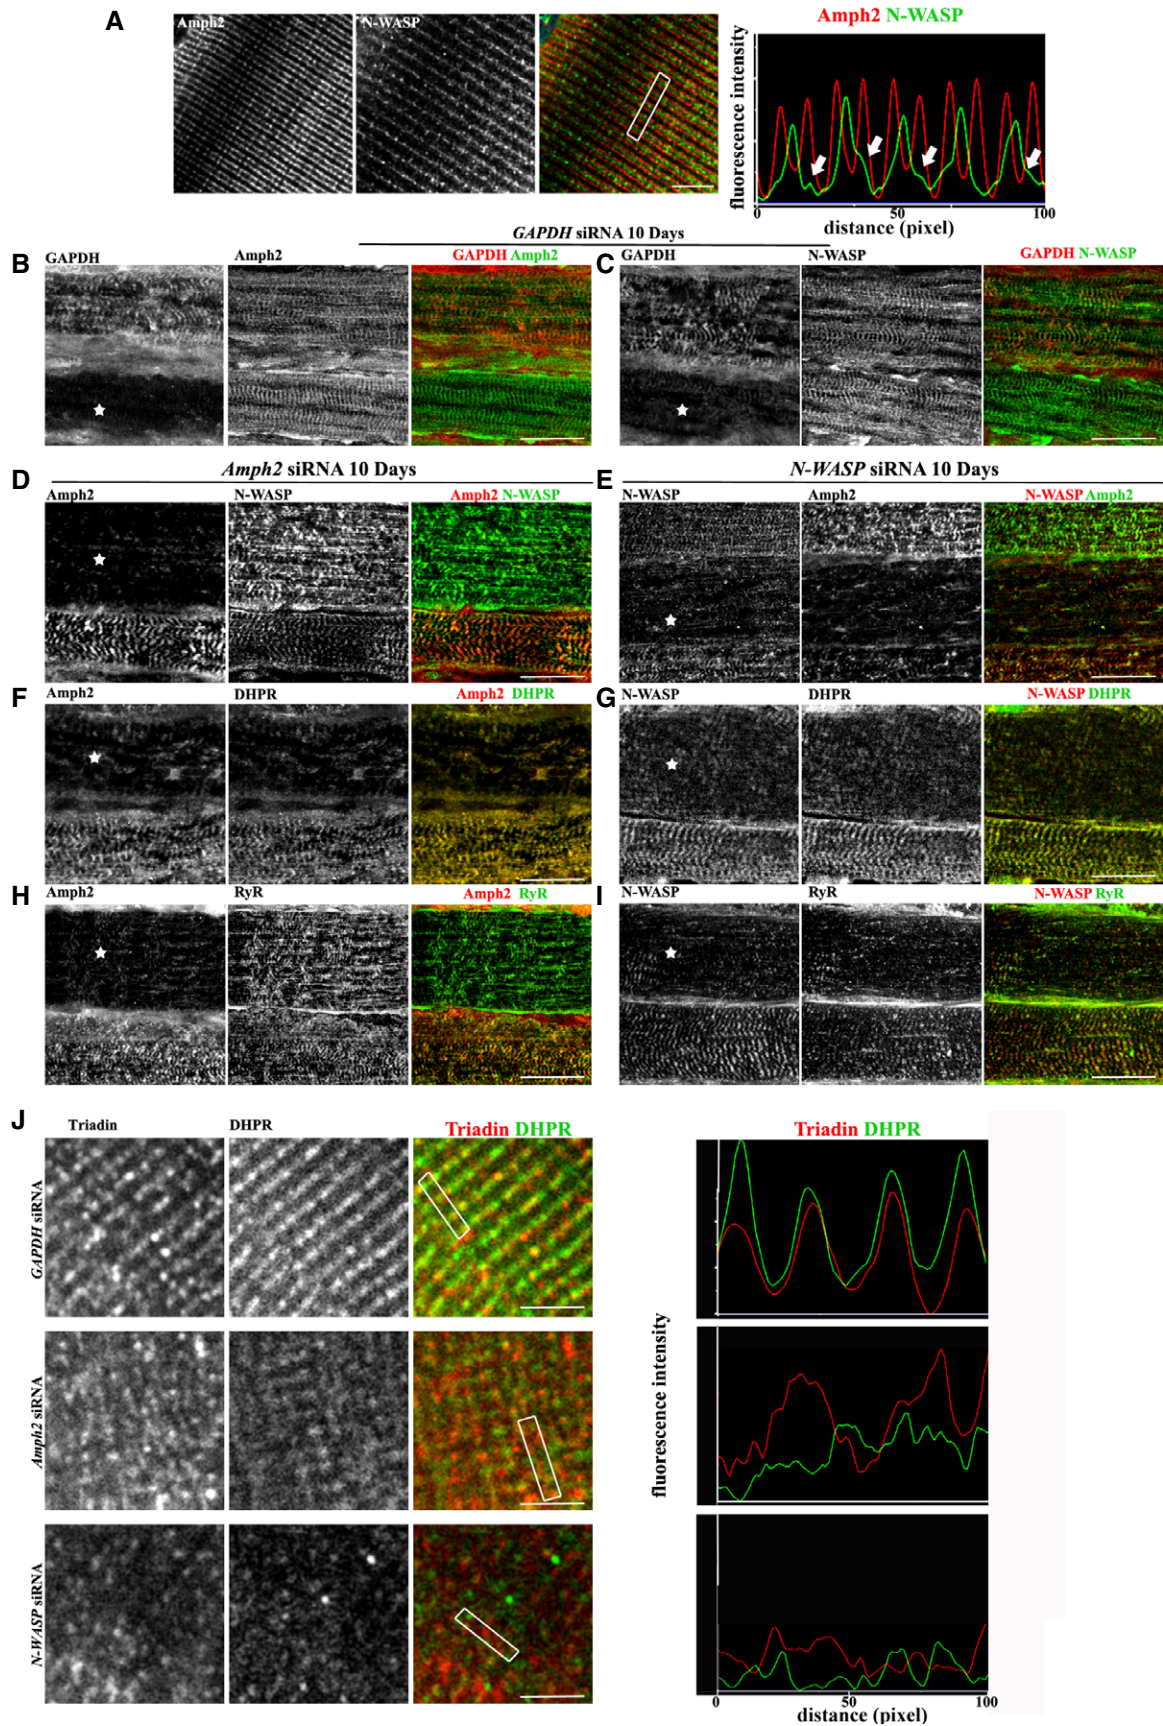 A
Amph2
N-WASP
Amph2 N-WASP
fluorescence intensity
0
50
100
distance (pixel)
GAPDH siRNA 10 Days
B
GAPDH
Amph2
GAPDH Amph2
C
GAPDH
N-WASP
GAPDH N-WASP
Amph2 siRNA 10 Days
N-WASP siRNA 10 Days
D
Amph2
N-WASP
Amph2 N-WASP
E
N-WASP
Amph2
N-WASP Amph2
F
Amph2
DHPR
Amph2 DHPR
G
N-WASP
DHPR
N-WASP DHPR
H
Amph2
RyR
Amph2 RyR
I
N-WASP
RyR
N-WASP RyR
J
Triadin
DHPR
Triadin DHPR
Triadin DHPR
GAPDH siRNA
Amph2 siRNA
N-WASP siRNA
fluorescence intensity
0
50
100
distance (pixel)